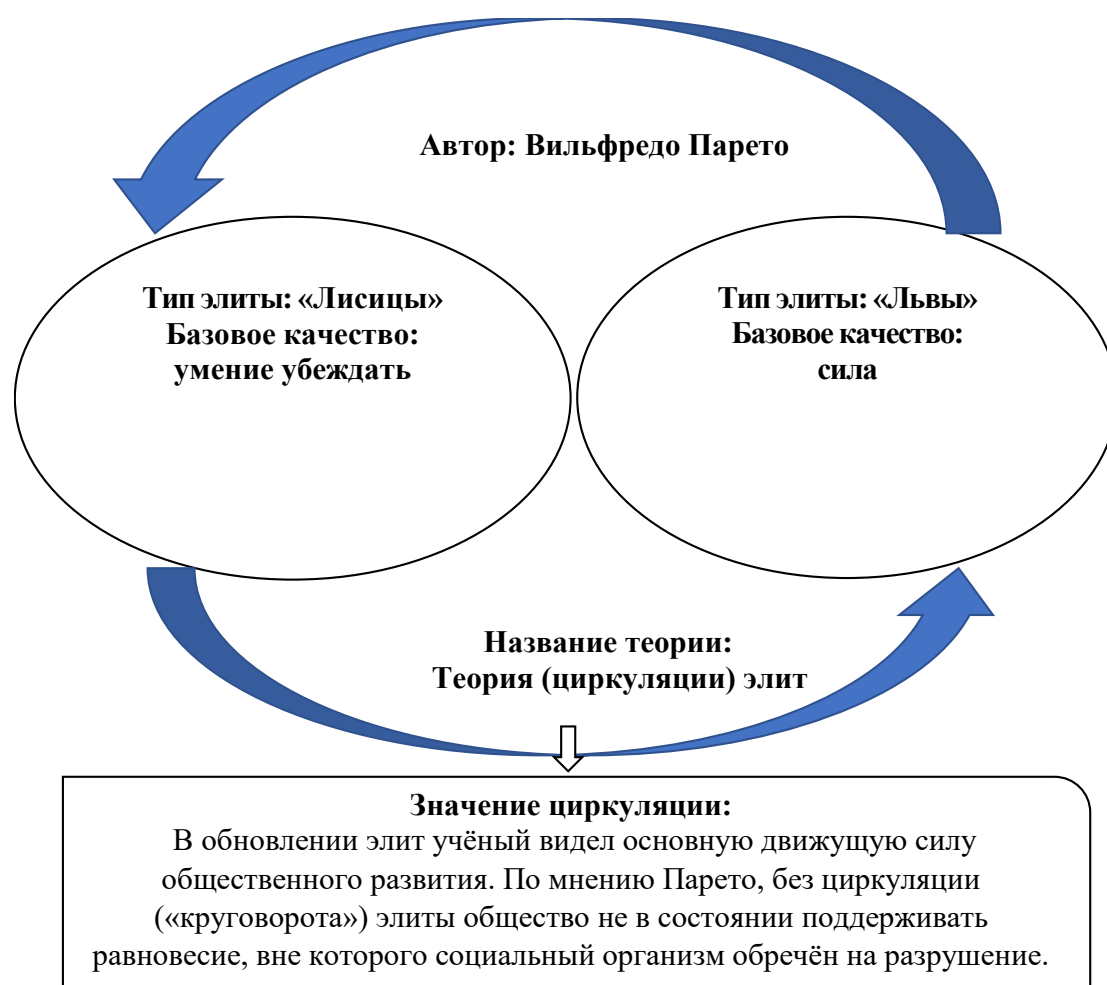 Автор: Вильфредо Парето
Тип элиты: «Лисицы»
Базовое качество:
умение убеждать
Тип элиты: «Львы»
Базовое качество:
сила
Название теории:
Теория (циркуляции) элит
Значение циркуляции:
В обновлении элит учёный видел основную движущую силу
общественного развития. По мнению Парето, без циркуляции
(«круговорота») элиты общество не в состоянии поддерживать
равновесие, вне которого социальный организм обречён на разрушение.